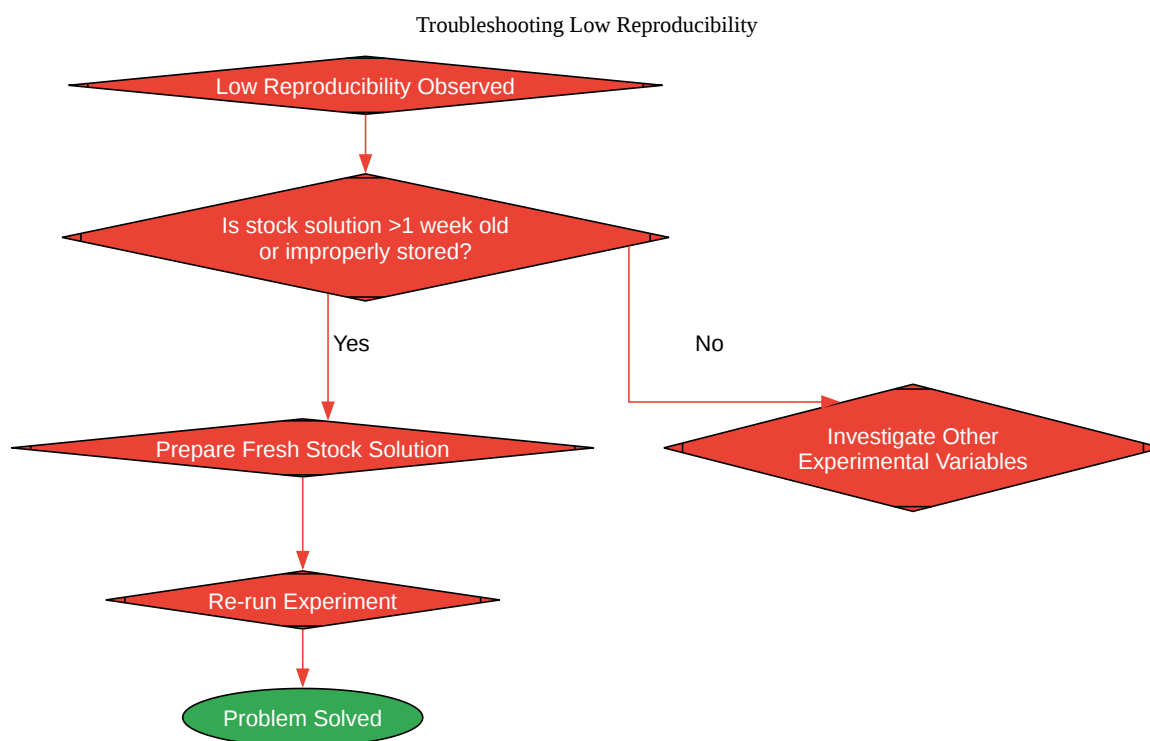 Troubleshooting Low Reproducibility
Low Reproducibility Observed
Is stock solution >1 week old
or improperly stored?
Yes
No
Prepare Fresh Stock Solution
Investigate Other
Experimental Variables
Re-run Experiment
Problem Solved